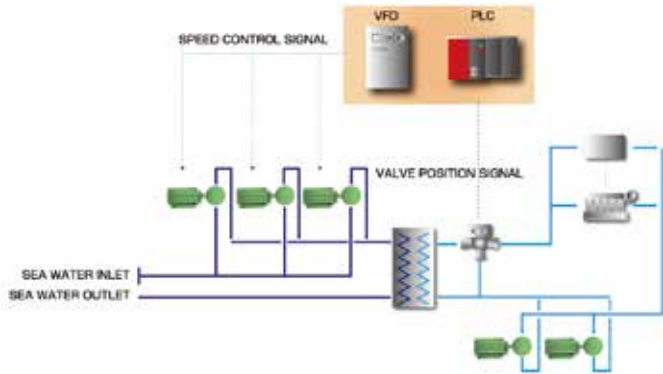 VFD
PLC
SPEED CONTROL SIGNAL
VALVE POSITION SIGNAL
SEA WATER INLET
SEA WATER OUTLET